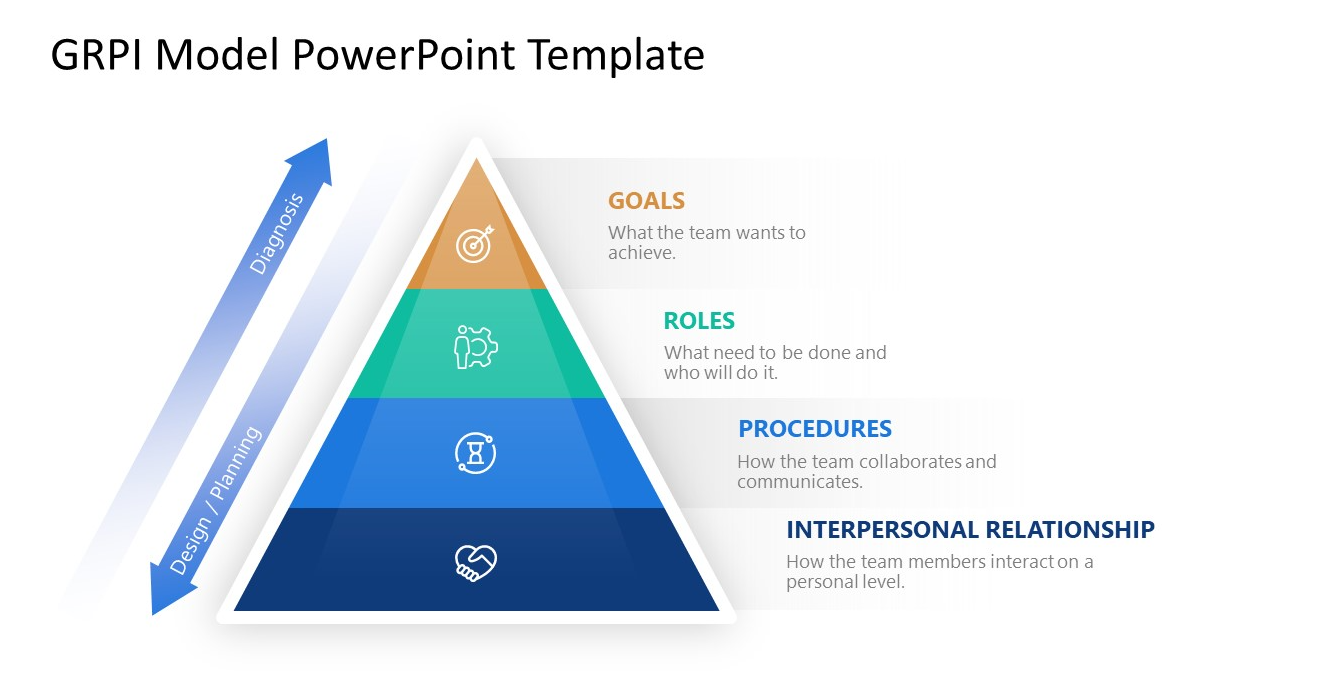 GRPI Model PowerPoint Template
Diagnosis
Design / Planning
GOALS
What the team wants to
achieve.
ROLES
What need to be done and
who will do it.
PROCEDURES
How the team collaborates and
communicates.
INTERPERSONAL RELATIONSHIP
How the team members interact on a
personal level.